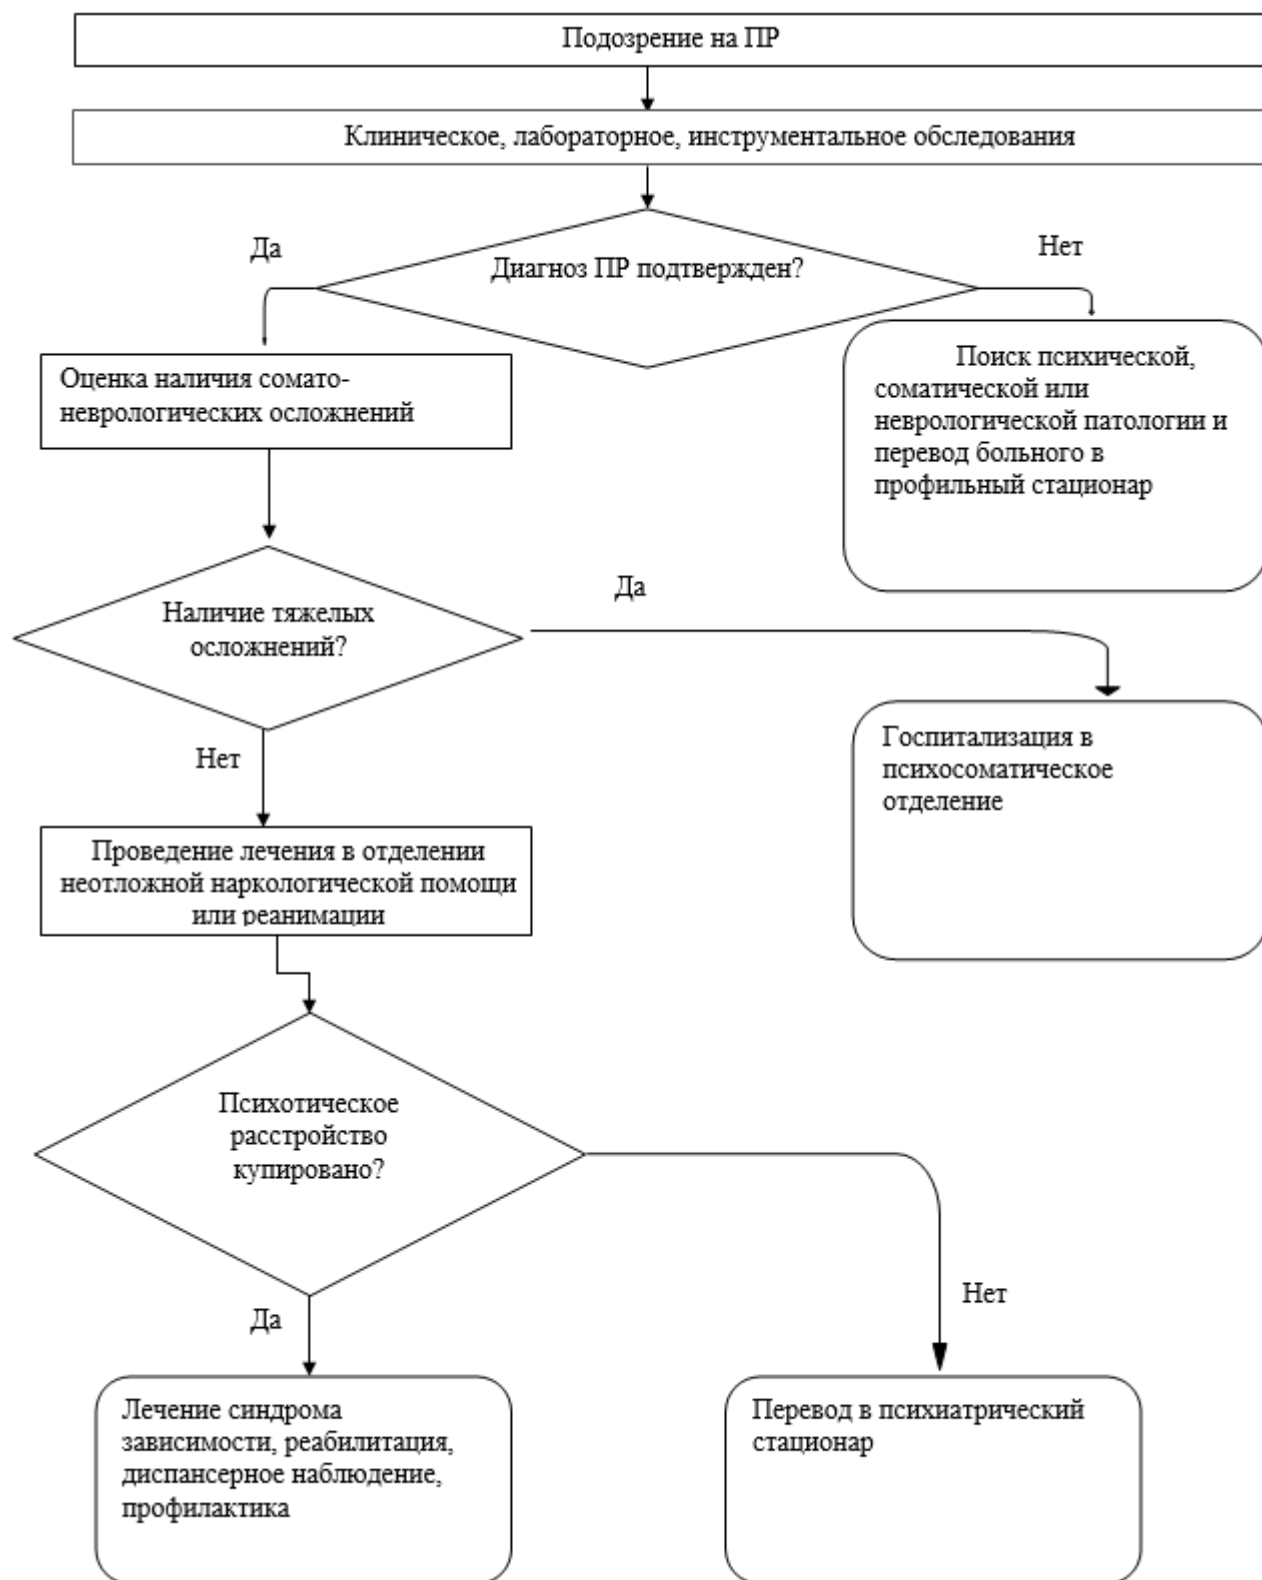 Подозрение на ПР
Клиническое, лабораторное, инструментальное обследования
Да
Нет
Диагноз ПР подтвержден?
Оценка наличия сомато-
неврологических осложнений
Поиск психической,
соматической или
неврологической патологии и
перевод больного в
профильный стационар
Наличие тяжелых
осложнений?
Да
Нет
Госпитализация в
психосоматическое
отделение
Проведение лечения в отделении
неотложной наркологической помощи
или реанимации
Психотическое
расстройство
купировано?
Да
Нет
Лечение синдрома
зависимости, реабилитация,
диспансерное наблюдение,
профилактика
Перевод в психиатрический
стационар